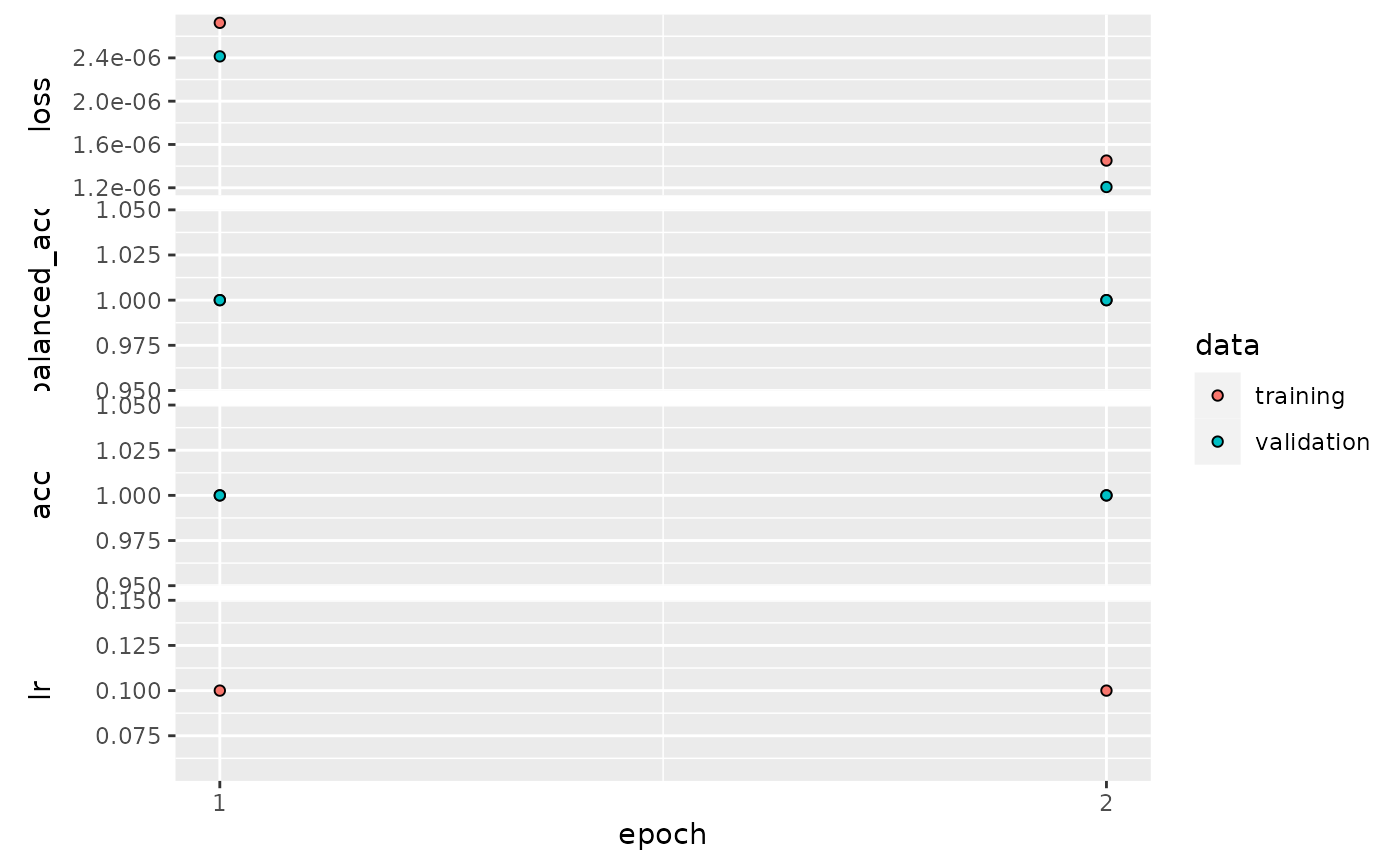 loss
2.4e-06
2.0e-06
1.6e-06
1.2e-06
balanced_acc
1.050
1.025
1.000
0.975
0.950
acc
1.050
1.025
1.000
0.975
0.950
lr
0.150
0.125
0.100
0.075
1 2
epoch
data
training
validation